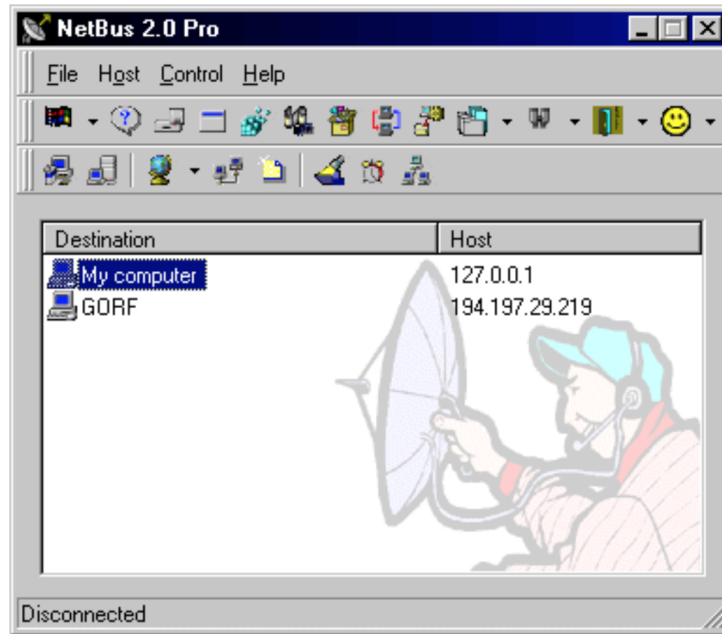 NetBus 2.0 Pro
File Host Control Help
Destination Host
My computer 127.0.0.1
GORF 194.197.29.219
Disconnected